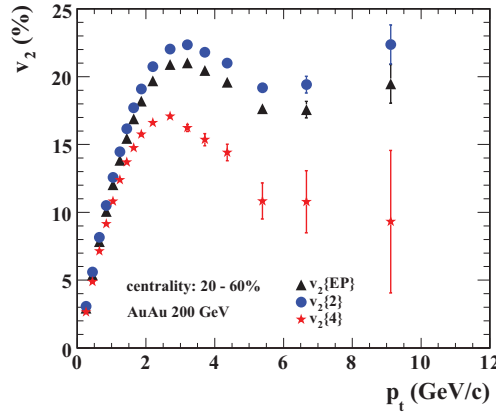 v2 (%)
25
20
15
10
5
0
centrality: 20 - 60%
AuAu 200 GeV
v2{EP}
v2{2}
v2{4}
0 2 4 6 8 10 12
pt (GeV/c)